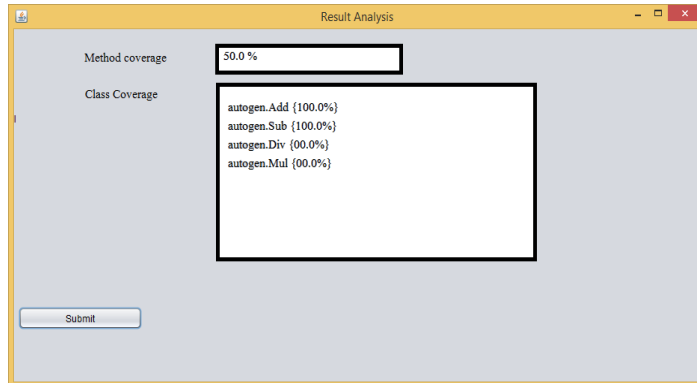 Result Analysis
Method coverage
50.0 %
Class Coverage
autogen.Add {100.0%}
autogen.Sub {100.0%}
autogen.Div {00.0%}
autogen.Mul {00.0%}
Submit